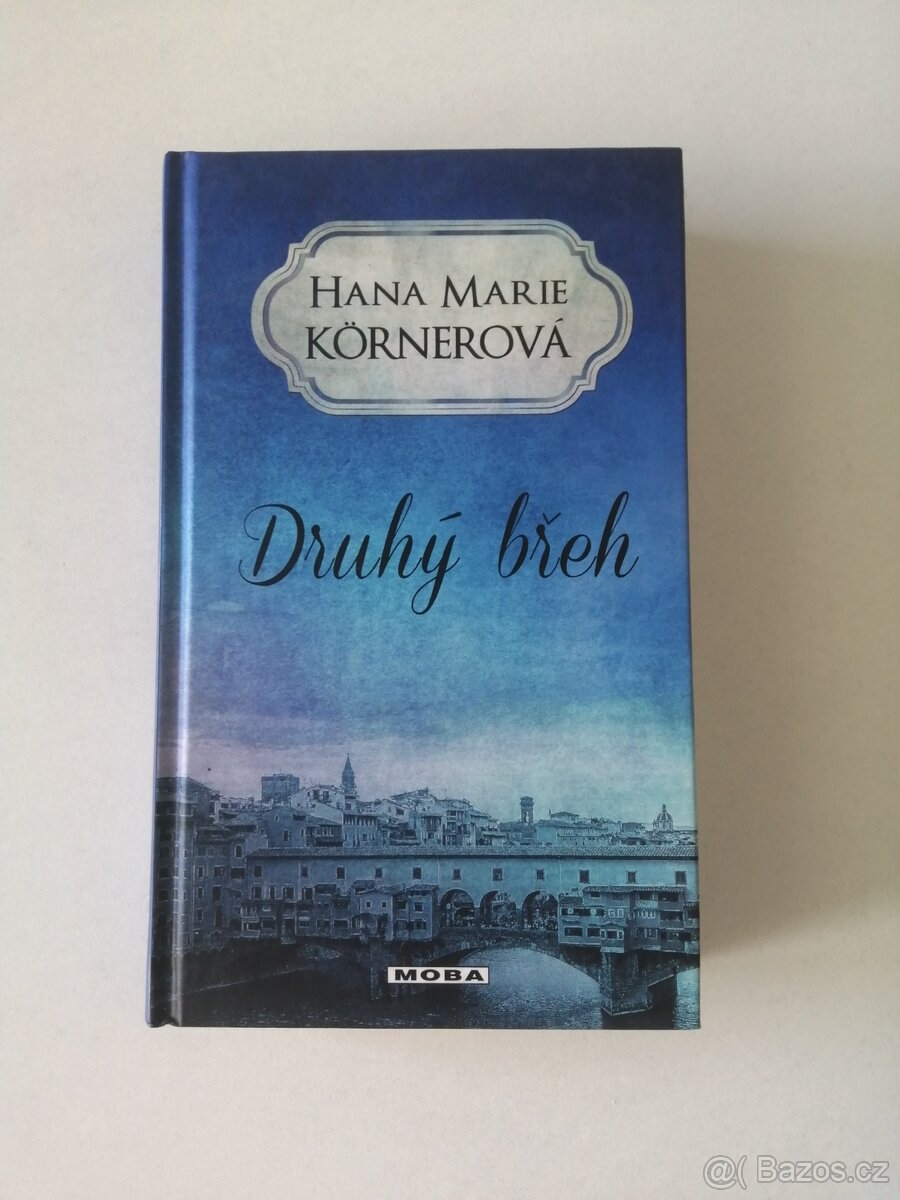 HANA MARIE
KÖRNEROVÁ
Druhý břeh
MOBA
@( Bazos.cz